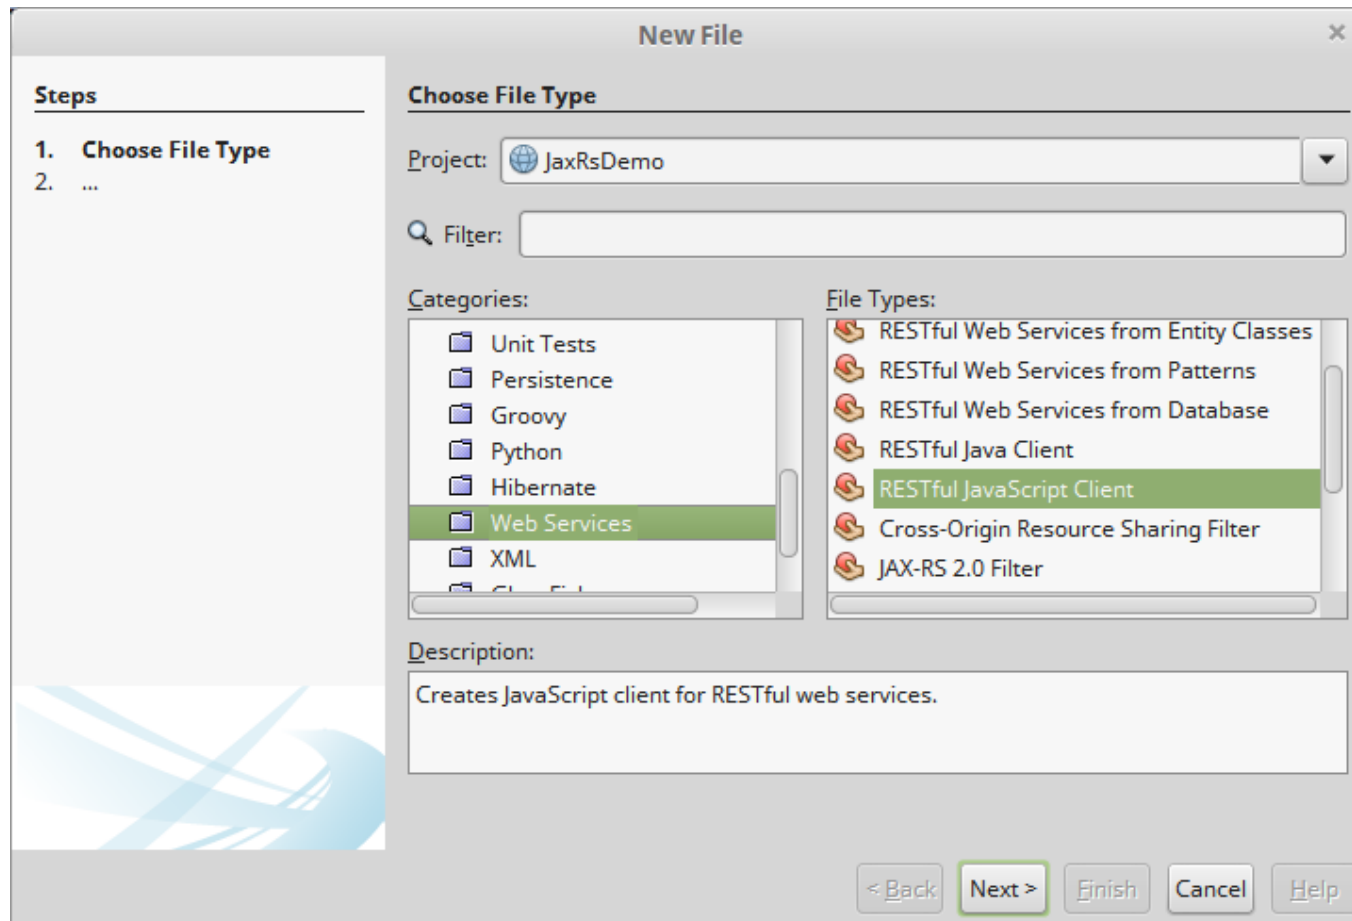 New File
Steps
1. Choose File Type
2. ...
Choose File Type
Project: JaxRsDemo
Filter:
Categories:
Unit Tests
Persistence
Groovy
Python
Hibernate
Web Services
XML
File Types:
RESTful Web Services from Entity Classes
RESTful Web Services from Patterns
RESTful Web Services from Database
RESTful Java Client
RESTful JavaScript Client
Cross-Origin Resource Sharing Filter
JAX-RS 2.0 Filter
Description:
Creates JavaScript client for RESTful web services.
< Back Next > Finish Cancel Help